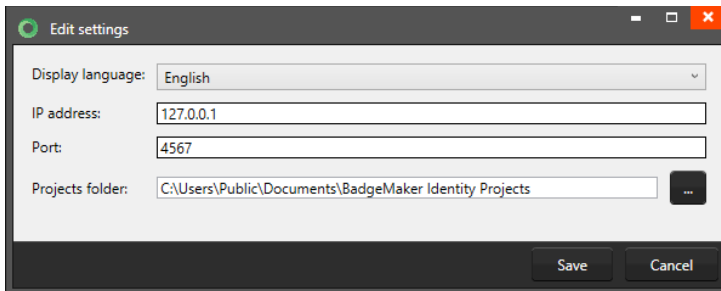 Edit settings
Display language: English
IP address: 127.0.0.1
Port: 4567
Projects folder: C:\Users\Public\Documents\BadgeMaker Identity Projects ...
Save Cancel